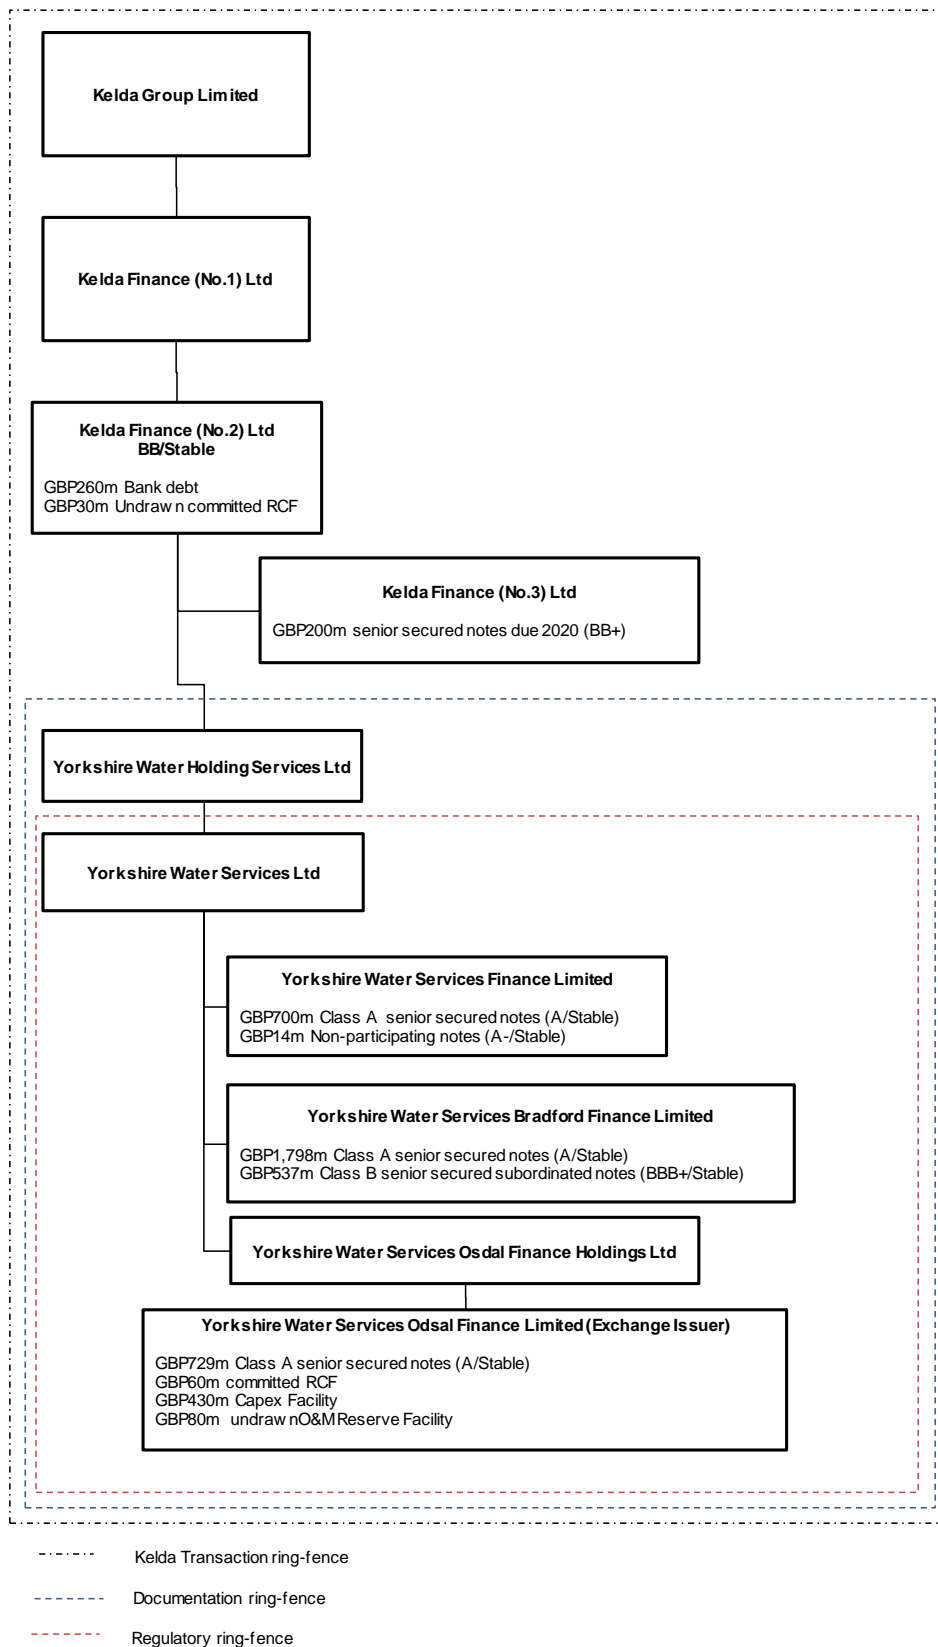 Kelda Group Limited
Kelda Finance (No.1) Ltd
Kelda Finance (No.2) Ltd
BB/Stable
GBP260m Bank debt
GBP30m Undrawn committed RCF
Kelda Finance (No.3) Ltd
GBP200m senior secured notes due 2020 (BB+)
Yorkshire Water Holding Services Ltd
Yorkshire Water Services Ltd
Yorkshire Water Services Finance Limited
GBP700m Class A senior secured notes (A/Stable)
GBP14m Non-participating notes (A-/Stable)
Yorkshire Water Services Bradford Finance Limited
GBP1,798m Class A senior secured notes (A/Stable)
GBP537m Class B senior secured subordinated notes (BBB+/Stable)
Yorkshire Water Services Osdal Finance Holdings Ltd
Yorkshire Water Services Odsal Finance Limited (Exchange Issuer)
GBP729m Class A senior secured notes (A/Stable)
GBP60m committed RCF
GBP430m Capex Facility
GBP80m undrawn O&M Reserve Facility
Kelda Transaction ring-fence
Documentation ring-fence
Regulatory ring-fence